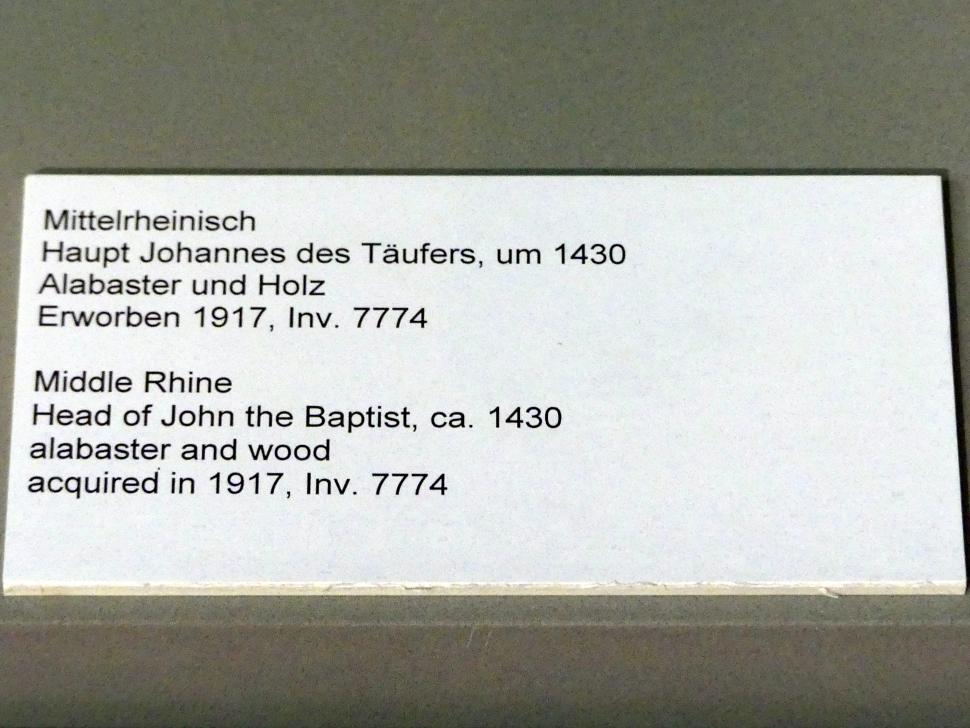 Mittelrheinisch
Haupt Johannes des Täufers, um 1430
Alabaster und Holz
Erworben 1917, Inv. 7774
Middle Rhine
Head of John the Baptist, ca. 1430
alabaster and wood
acquired in 1917, Inv. 7774